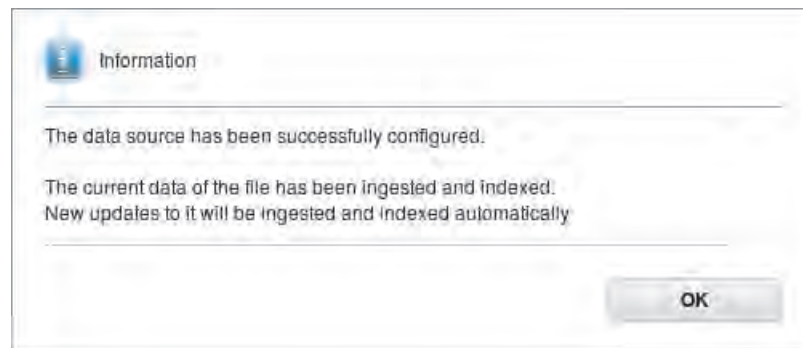 Information
The data source has been successfully configured.
The current data of the file has been ingested and indexed.
New updates to it will be ingested and indexed automatically
OK